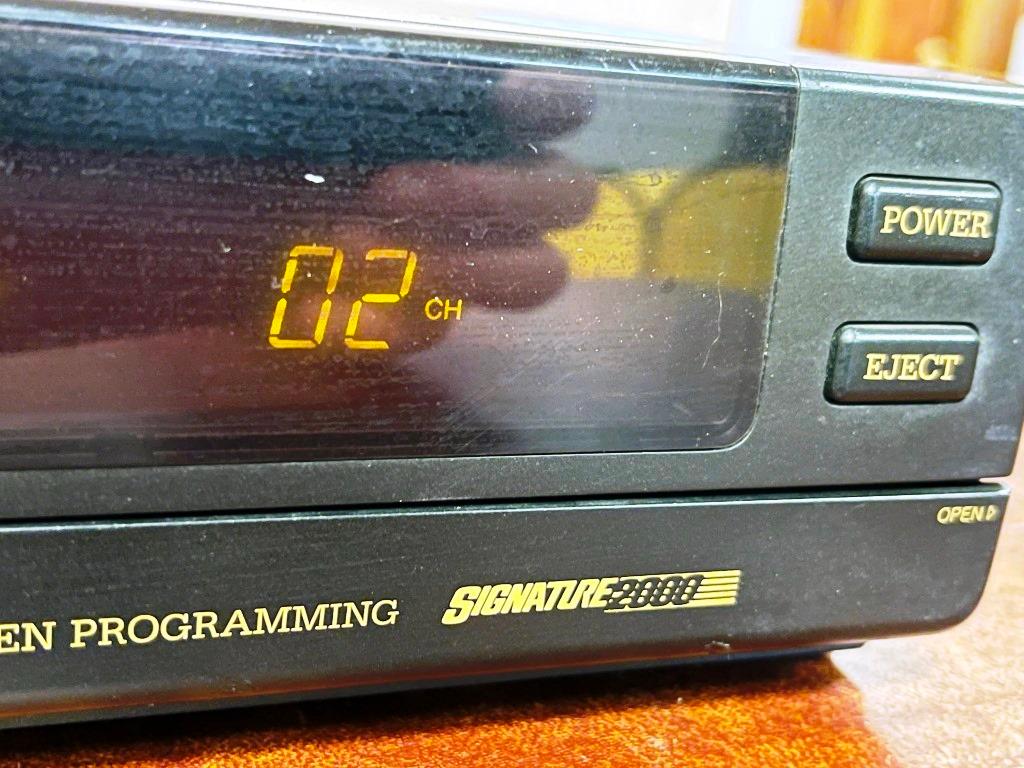 POWER
02 CH
EJECT
OPEN
EN PROGRAMMING
SIGNATURE 2000